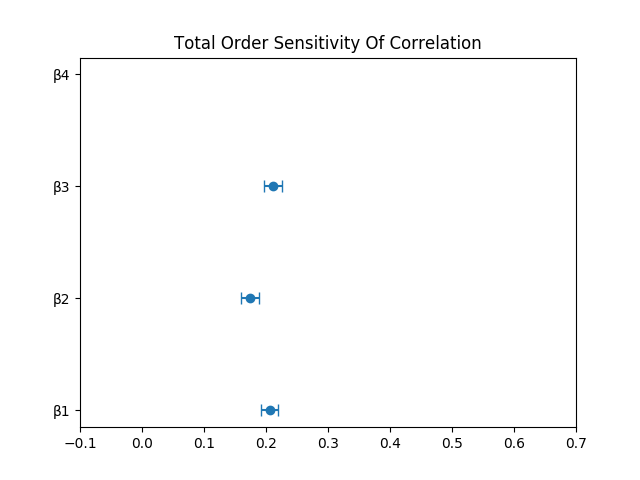 Total Order Sensitivity Of Correlation
β4
β3
β2
β1
−0.1 0.0 0.1 0.2 0.3 0.4 0.5 0.6 0.7